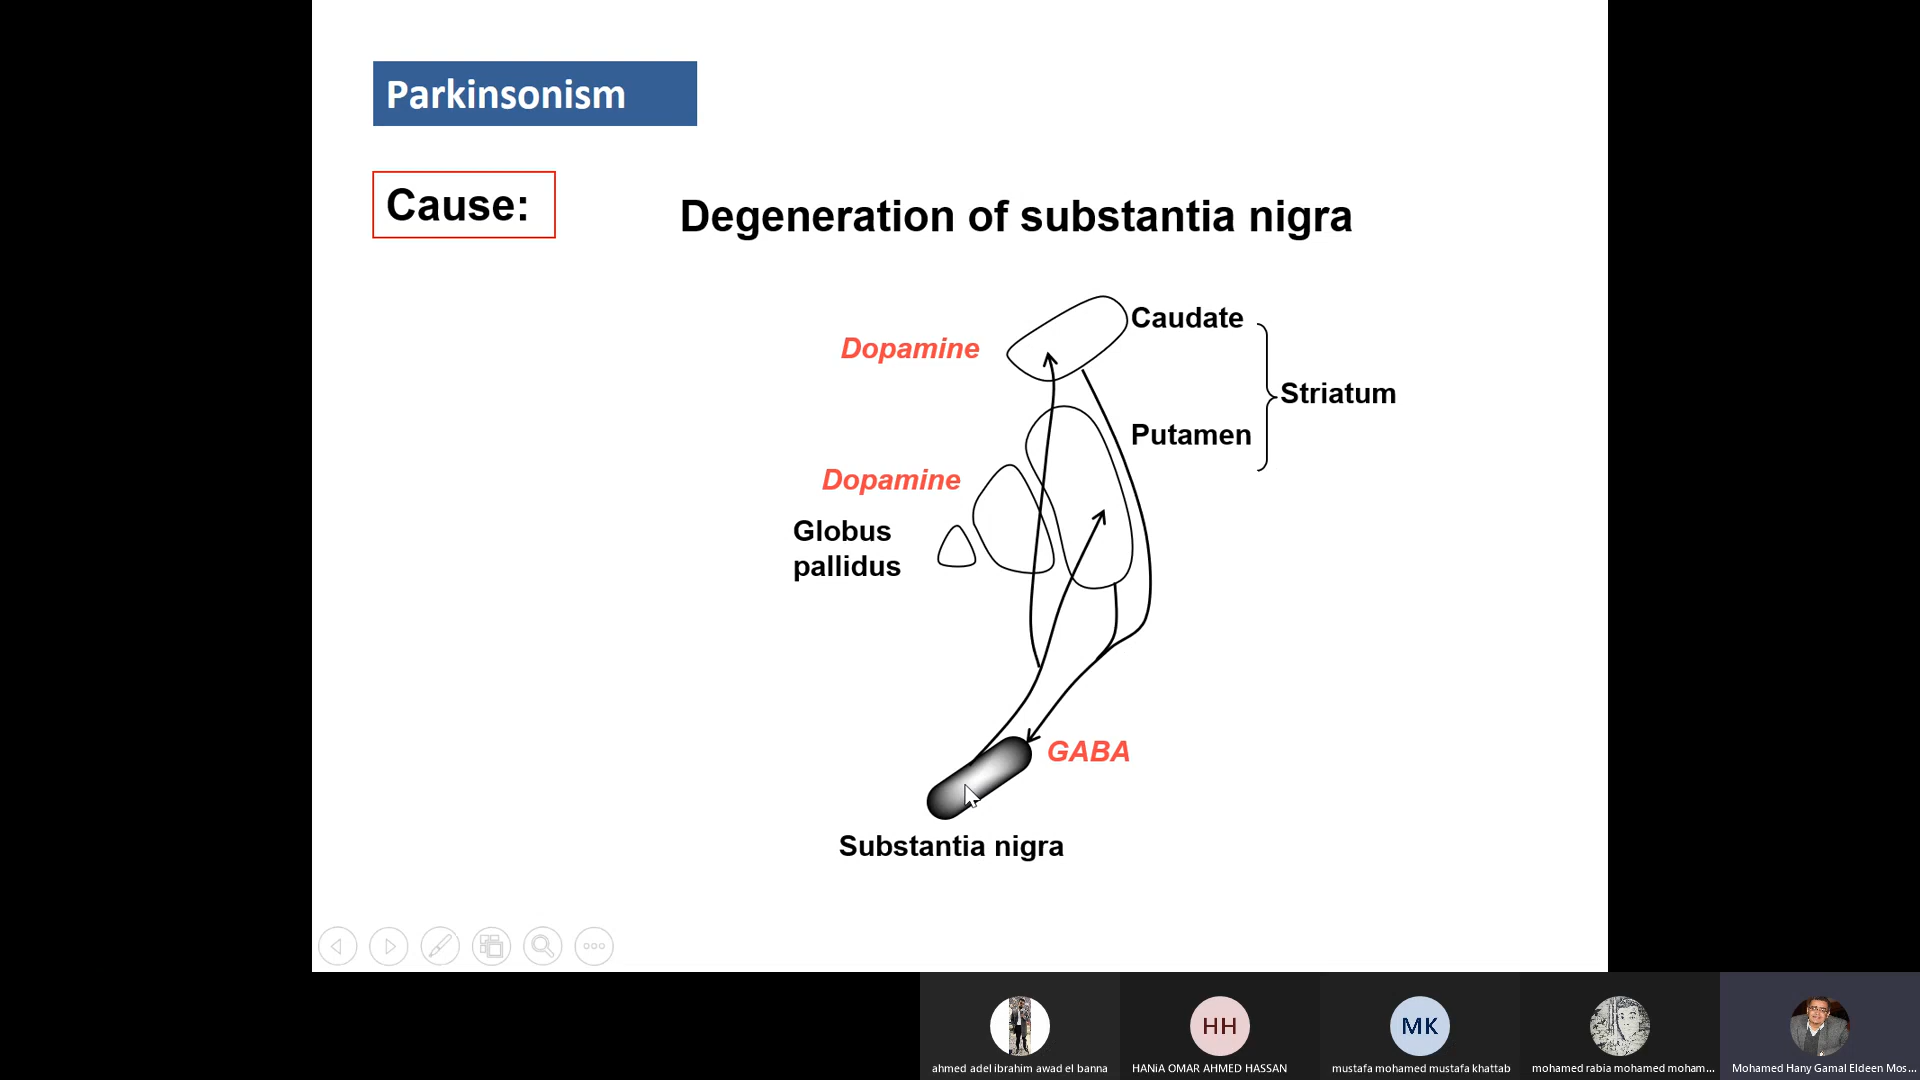 Parkinsonism
Cause:
Degeneration of substantia nigra
Caudate
Dopamine
Striatum
Putamen
Dopamine
Globus
pallidus
GABA
Substantia nigra
HH
MK
ahmed adel ibrahim awad el banna
HANiA OMAR AHMED HASSAN
mustafa mohamed mustafa khattab
mohamed rabia mohamed moham...
Mohamed Hany Gamal Eldeen Mos...